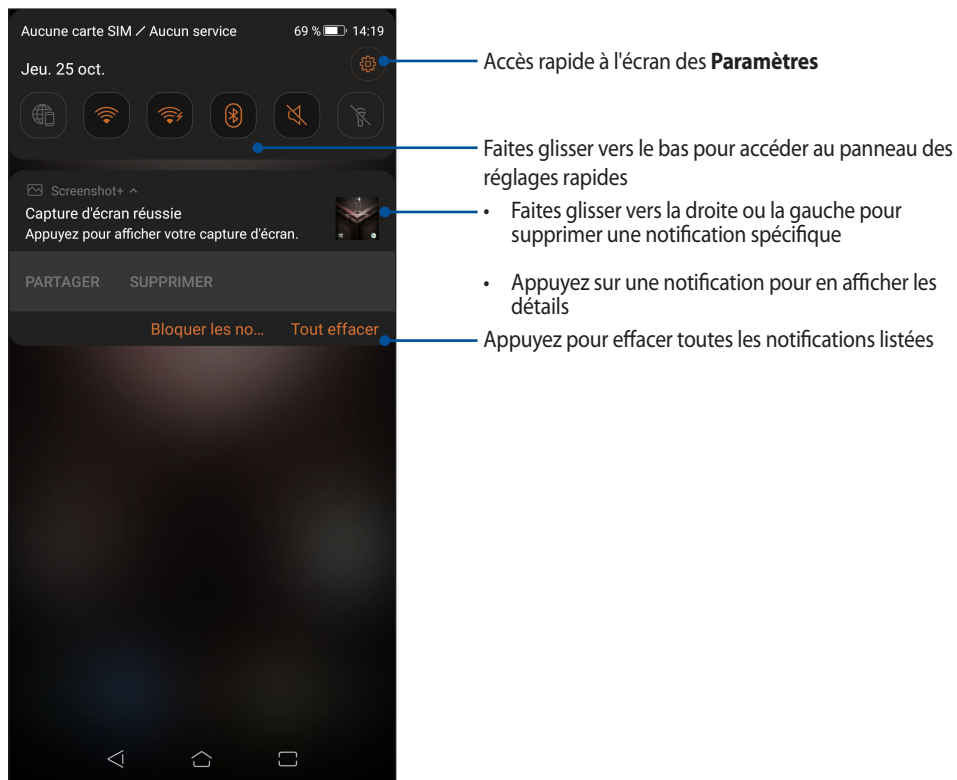 Aucune carte SIM / Aucun service 69 % 14:19
Jeu. 25 oct.
Screenshot+
Capture d'écran réussie
Appuyez pour afficher votre capture d'écran.
PARTAGER SUPPRIMER
Bloquer les no… Tout effacer
Accès rapide à l'écran des Paramètres
Faites glisser vers le bas pour accéder au panneau des
réglages rapides
• Faites glisser vers la droite ou la gauche pour
supprimer une notification spécifique
• Appuyez sur une notification pour en afficher les
détails
Appuyez pour effacer toutes les notifications listées